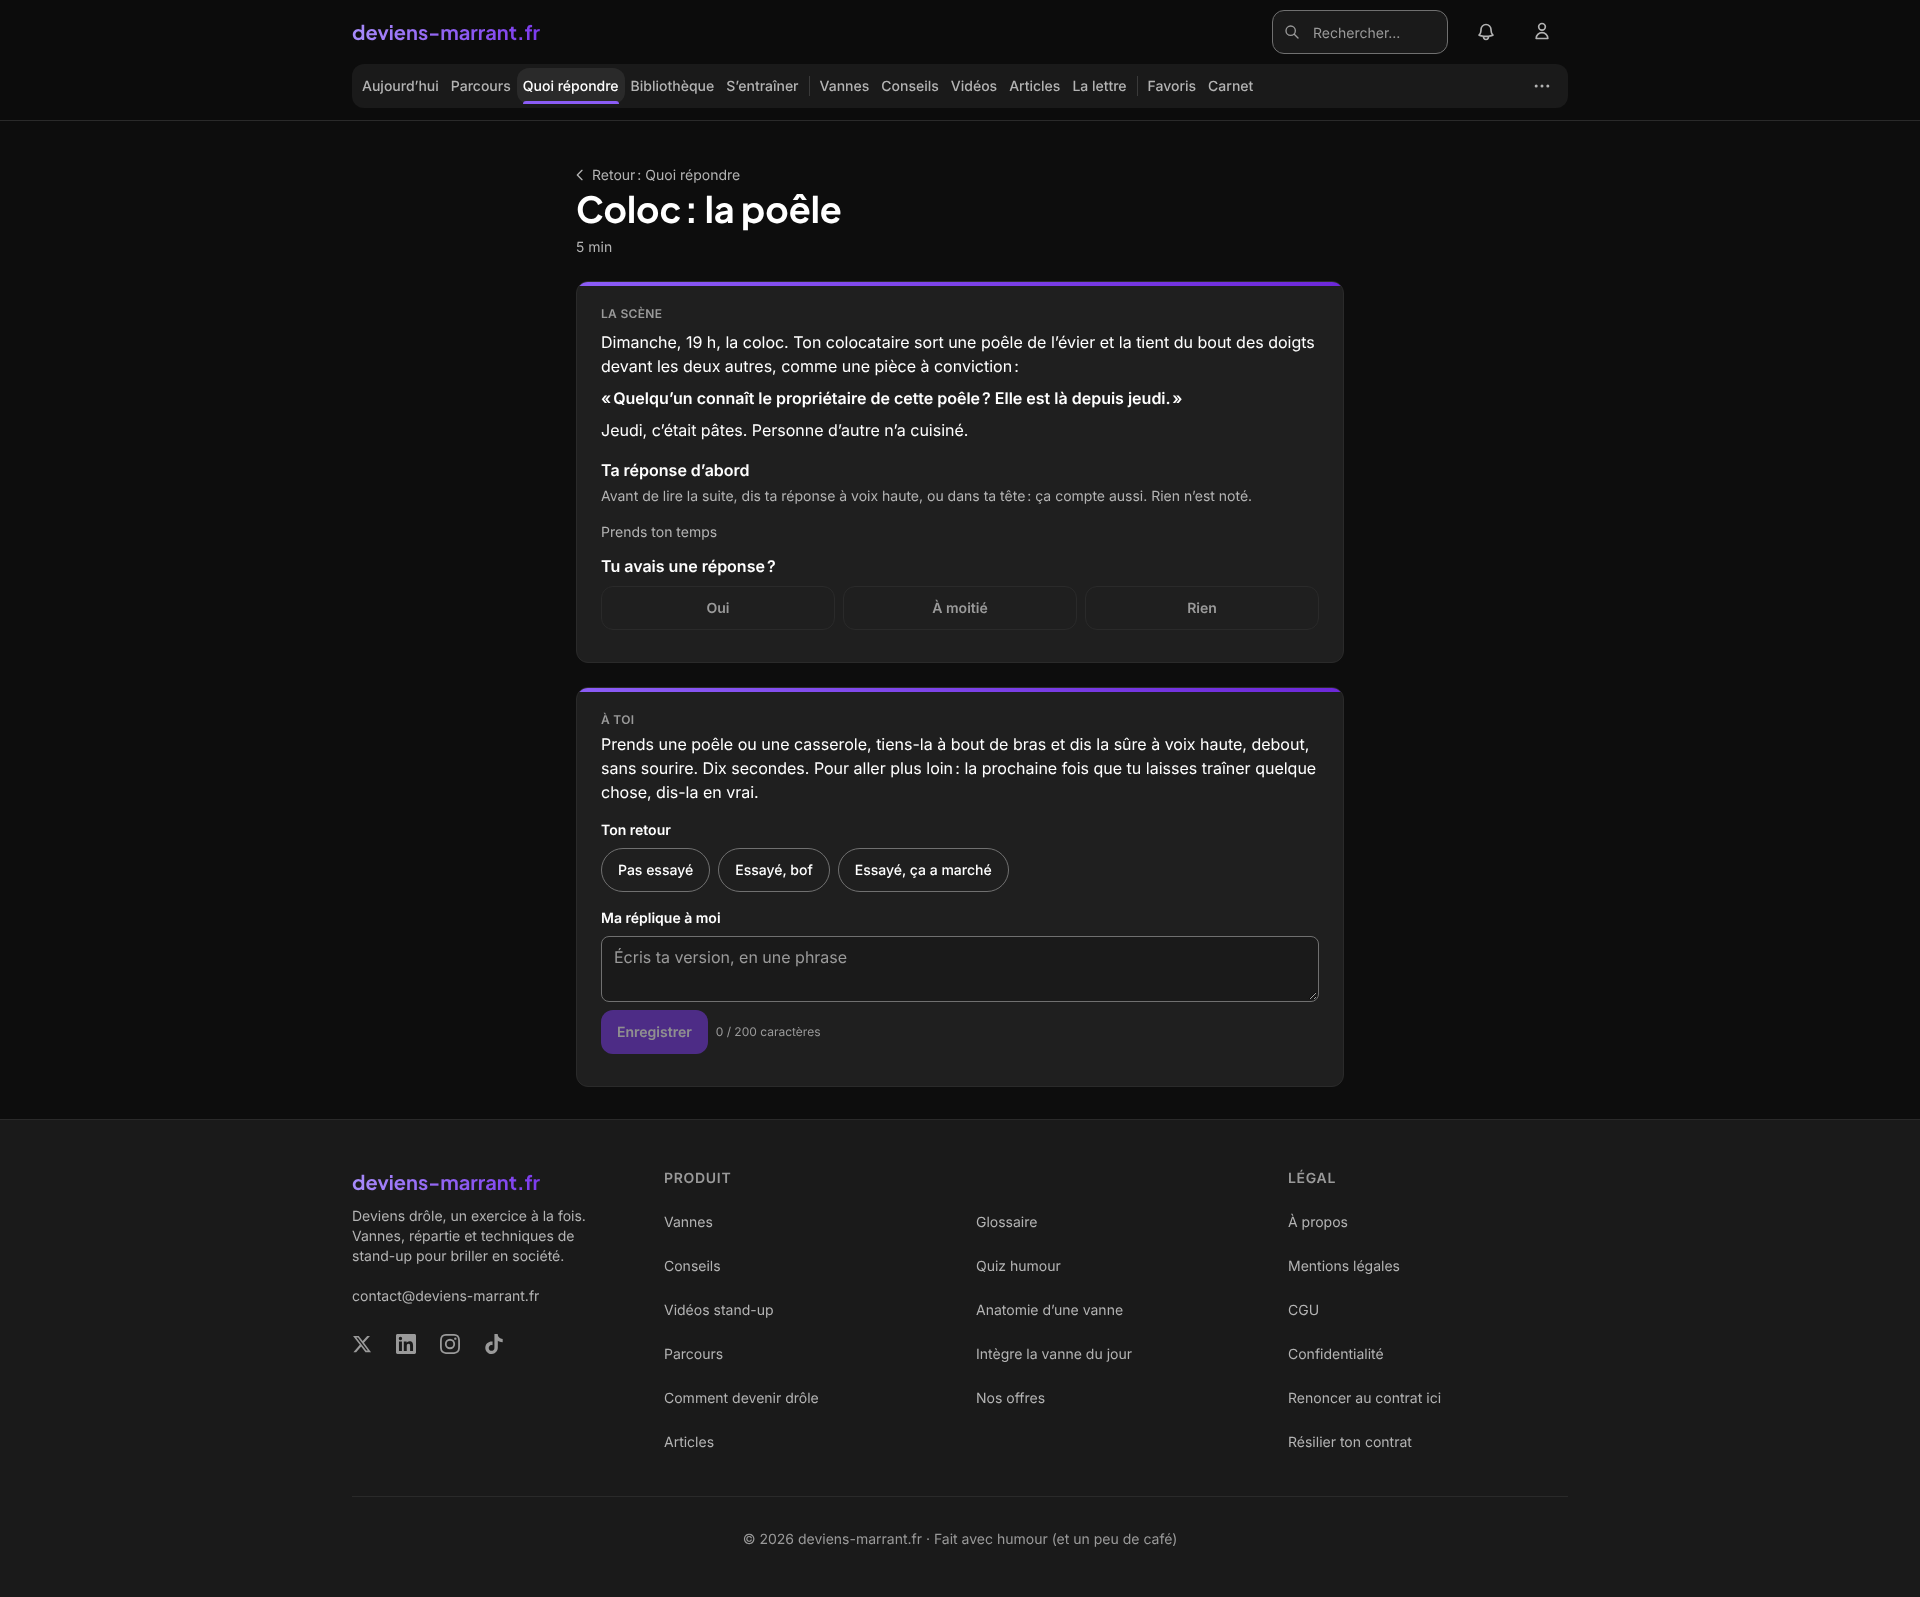 deviens-marrant.fr
Rechercher...
Aujourd’hui Parcours Quoi répondre Bibliothèque S’entraîner Vannes Conseils Vidéos Articles La lettre Favoris Carnet
Retour : Quoi répondre
Coloc : la poêle
5 min
LA SCÈNE
Dimanche, 19 h, la coloc. Ton colocataire sort une poêle de l’évier et la tient du bout des doigts
devant les deux autres, comme une pièce à conviction :
« Quelqu’un connaît le propriétaire de cette poêle ? Elle est là depuis jeudi. »
Jeudi, c’était pâtes. Personne d’autre n’a cuisiné.
Ta réponse d’abord
Avant de lire la suite, dis ta réponse à voix haute, ou dans ta tête : ça compte aussi. Rien n’est noté.
Prends ton temps
Tu avais une réponse ?
Oui À moitié Rien
À TOI
Prends une poêle ou une casserole, tiens-la à bout de bras et dis la sûre à voix haute, debout,
sans sourire. Dix secondes. Pour aller plus loin : la prochaine fois que tu laisses traîner quelque
chose, dis-la en vrai.
Ton retour
Pas essayé Essayé, bof Essayé, ça a marché
Ma réplique à moi
Écris ta version, en une phrase
Enregistrer 0 / 200 caractères
deviens-marrant.fr
Deviens drôle, un exercice à la fois.
Vannes, répartie et techniques de
stand-up pour briller en société.
contact@deviens-marrant.fr
PRODUIT
Vannes
Conseils
Vidéos stand-up
Parcours
Comment devenir drôle
Articles
Glossaire
Quiz humour
Anatomie d’une vanne
Intègre la vanne du jour
Nos offres
LÉGAL
À propos
Mentions légales
CGU
Confidentialité
Renoncer au contrat ici
Résilier ton contrat
© 2026 deviens-marrant.fr · Fait avec humour (et un peu de café)